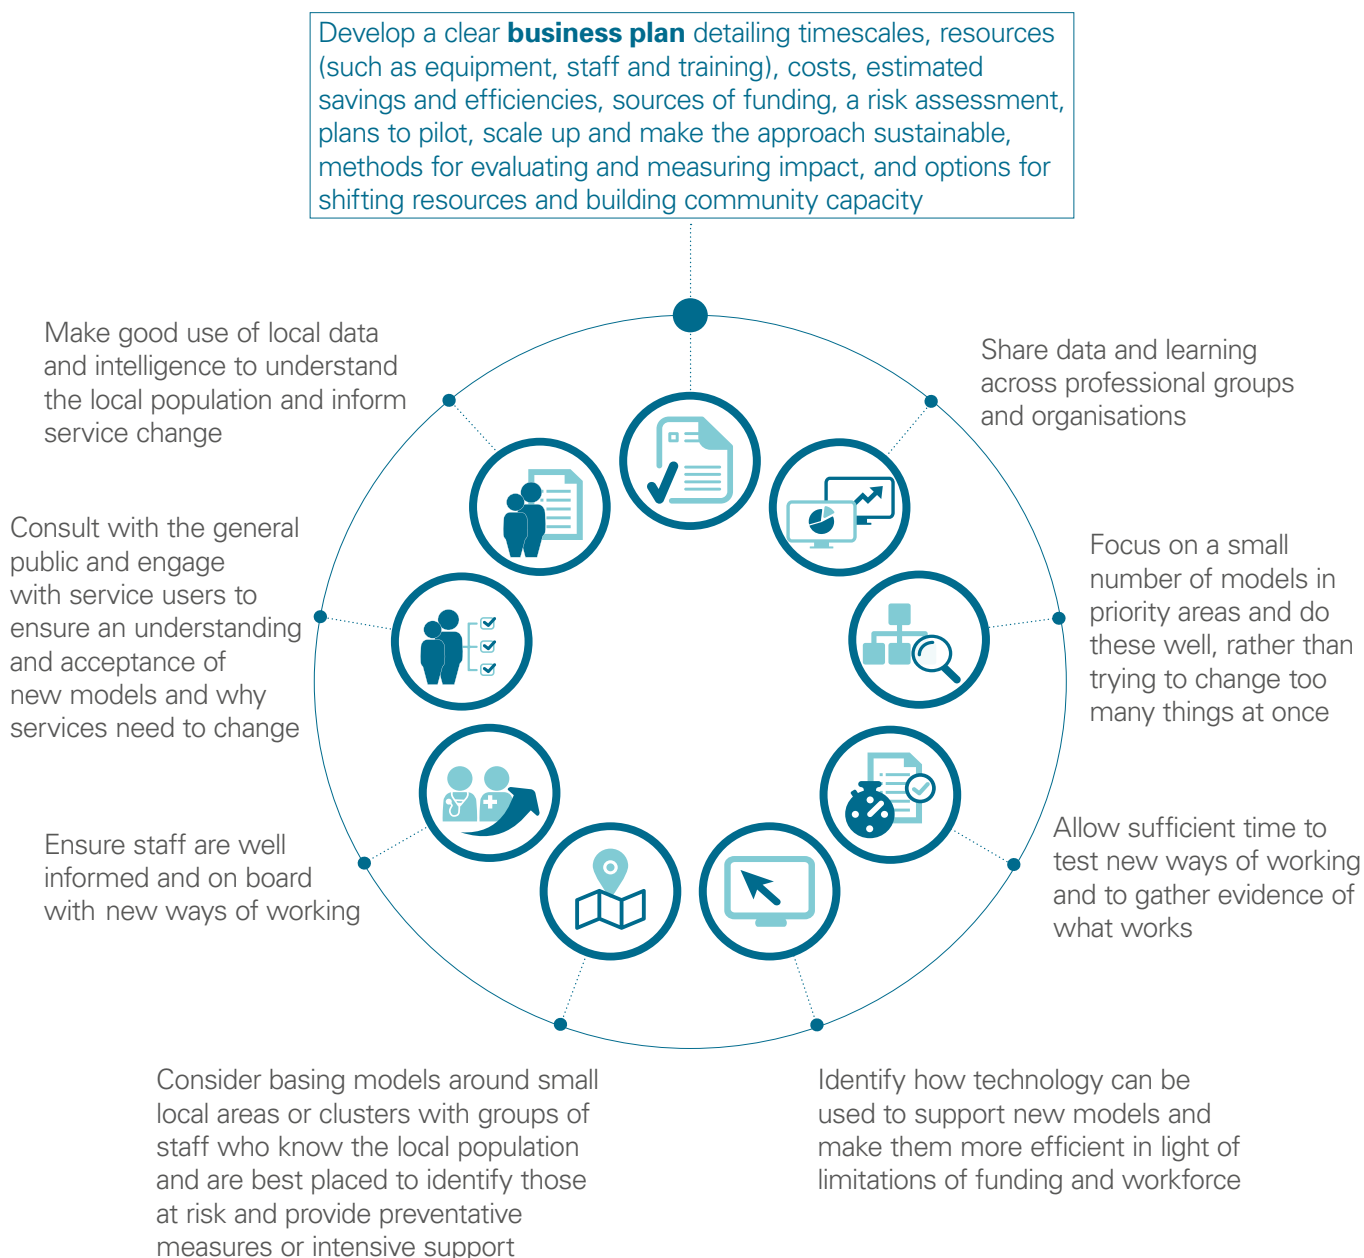 Develop a clear business plan detailing timescales, resources
(such as equipment, staff and training), costs, estimated
savings and efficiencies, sources of funding, a risk assessment,
plans to pilot, scale up and make the approach sustainable,
methods for evaluating and measuring impact, and options for
shifting resources and building community capacity
Share data and learning
across professional groups
and organisations
Focus on a small
number of models in
priority areas and do
these well, rather than
trying to change too
many things at once
Allow sufficient time to
test new ways of working
and to gather evidence of
what works
Identify how technology can be
used to support new models and
make them more efficient in light of
limitations of funding and workforce
Consider basing models around small
local areas or clusters with groups of
staff who know the local population
and are best placed to identify those
at risk and provide preventative
measures or intensive support
Ensure staff are well
informed and on board
with new ways of working
Consult with the general
public and engage
with service users to
ensure an understanding
and acceptance of
new models and why
services need to change
Make good use of local data
and intelligence to understand
the local population and inform
service change